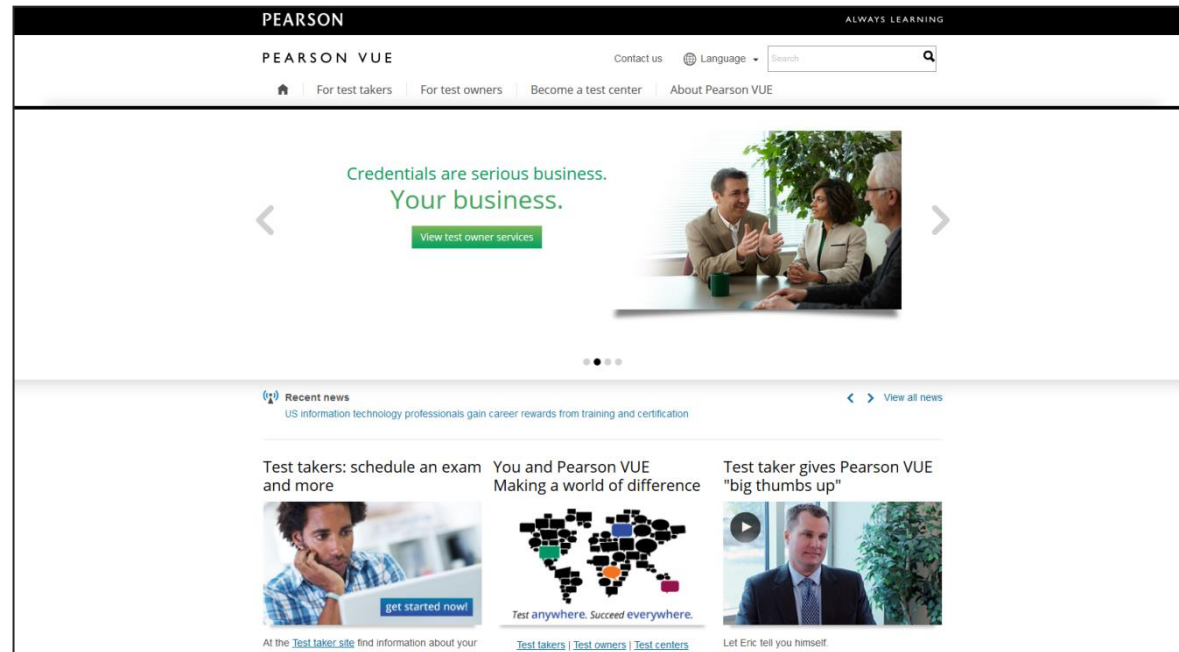 PEARSON
ALWAYS LEARNING
PEARSON VUE
Contact us
Language
Search
For test takers
For test owners
Become a test center
About Pearson VUE
Credentials are serious business.
Your business.
View test owner services
Recent news
View all news
US information technology professionals gain career rewards from training and certification
Test takers: schedule an exam
and more
get started now!
At the Test taker site find information about your
You and Pearson VUE
Making a world of difference
Test anywhere. Succeed everywhere.
Test takers | Test owners | Test centers
Test taker gives Pearson VUE
"big thumbs up"
Let Eric tell you himself.